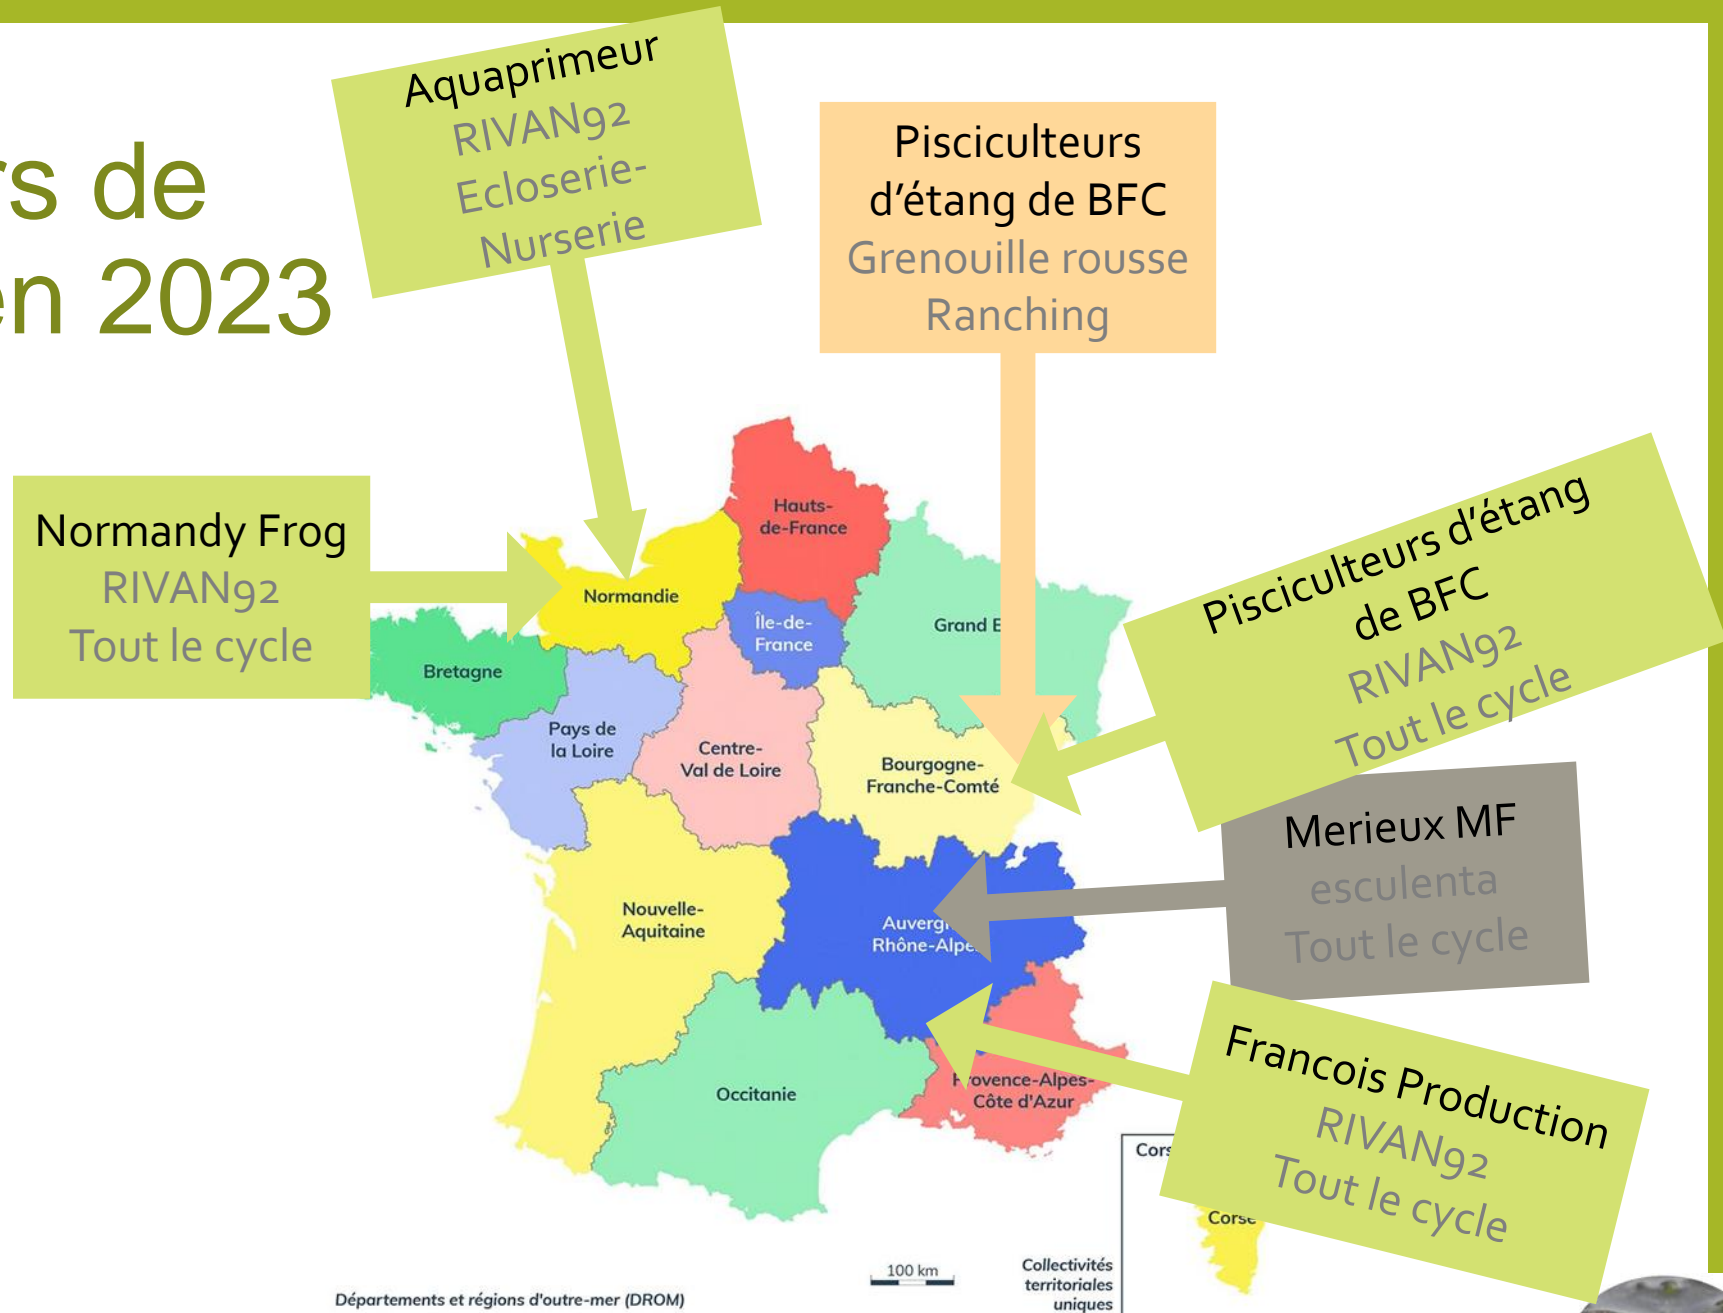 rs de
en 2023
Aquaprimeur
RIVAN92
Ecloserie-
Nurserie
Pisciculteurs
d'étang de BFC
Grenouille rousse
Ranching
Normandy Frog
RIVAN92
Tout le cycle
Pisciculteurs d'étang
de BFC
RIVAN92
Tout le cycle
Merieux MF
esculenta
Tout le cycle
Francois Production
RIVAN92
Tout le cycle
Hauts-
de-France
Normandie
Île-de-
France
Grand E
Bretagne
Pays de
la Loire
Centre-
Val de Loire
Bourgogne-
Franche-Comté
Nouvelle-
Aquitaine
Auverg
Rhône-Alpe
Occitanie
Provence-Alpes-
Côte d'Azur
Cors
Corse
100 km
Collectivités
territoriales
uniques
Départements et régions d'outre-mer (DROM)